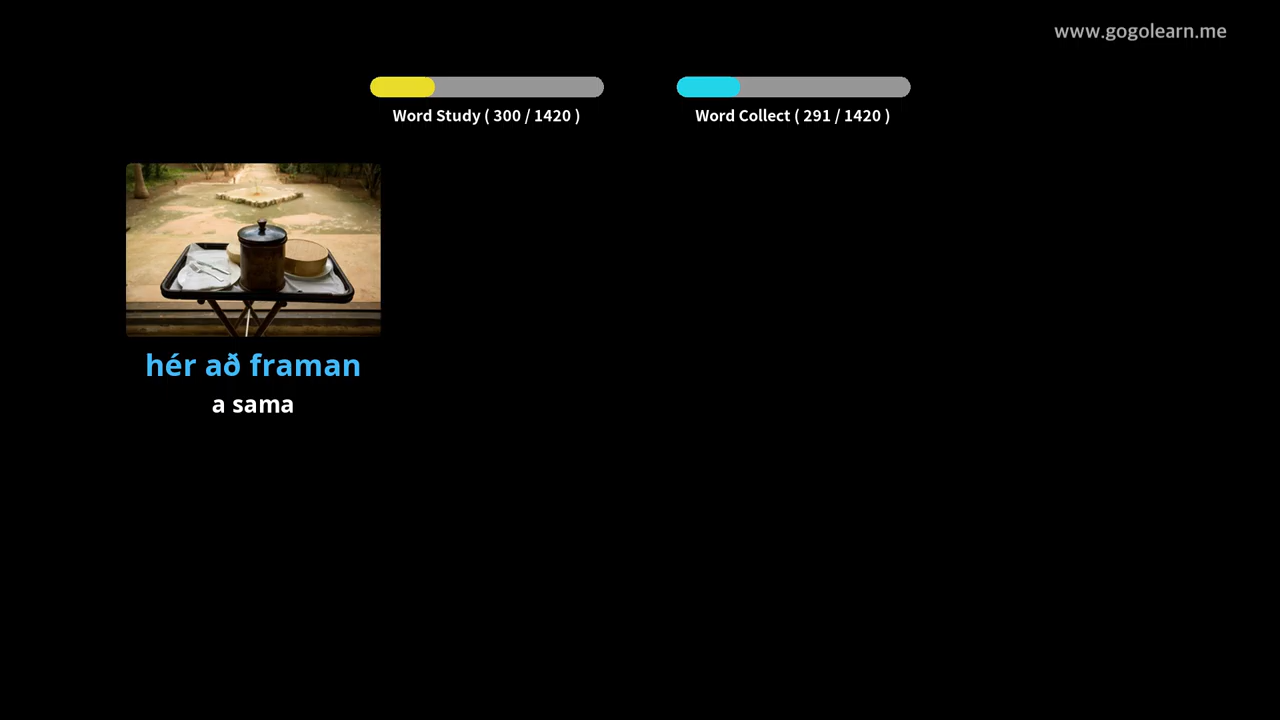 www.gogolearn.me
Word Study ( 300 / 1420 )
Word Collect ( 291 / 1420 )
hér að framan
a sama